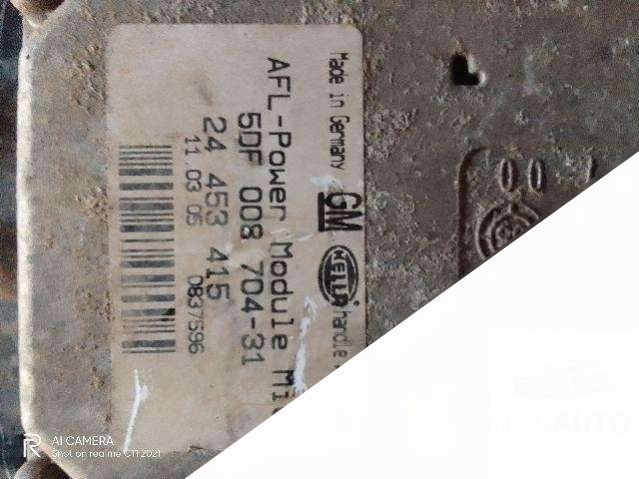 Made in Germany
GM HELLA handle
AFL-Power Module
5DF 008 704-31
24 453 415
11 03 05 0837596
00
AI CAMERA
Shot on realme C11 2021
TEDAUTO